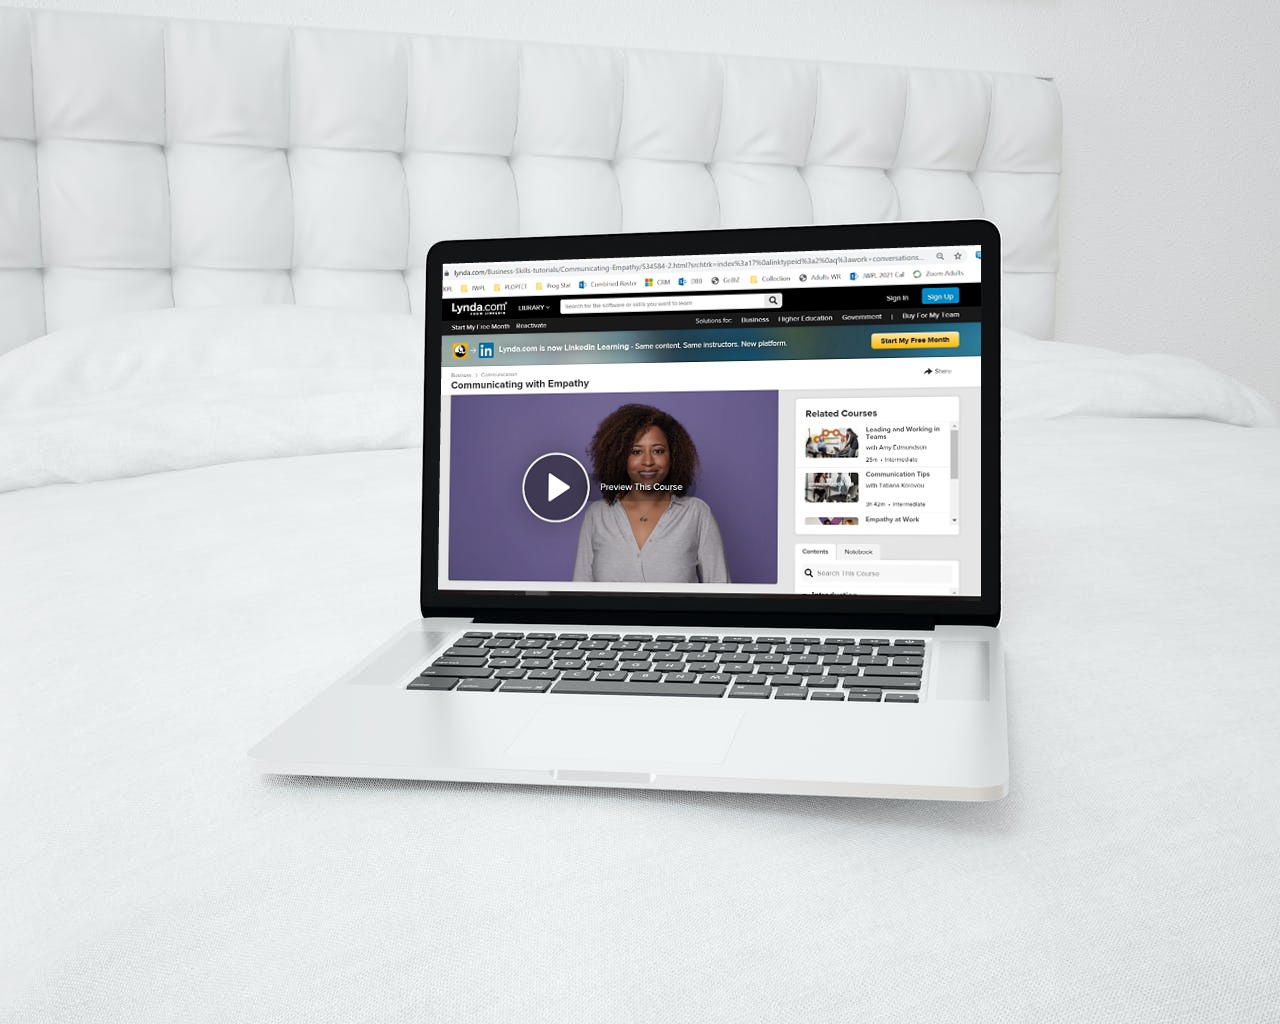 lynda.com/Business-Skills-tutorials/Communicating-Empathy/534584-2.html?srchtrk=index%3a17%0alinktypeid%3a2%0aq%3awork+conversations...
KPL IWPL PLOPTCT Prog Stat Combined Roster CRM DBB GoBIZ Collection Adults WR JWPL 2021 Cal Zoom Adults
Lynda.com LIBRARY Search for the software or skills you want to learn Sign In Sign Up
FROM LINKEDIN
Start My Free Month Reactivate Solutions for: Business Higher Education Government | Buy For My Team
in Lynda.com is now LinkedIn Learning - Same content. Same instructors. New platform. Start My Free Month
Business > Communication
Communicating with Empathy Share
Preview This Course
Related Courses
Leading and Working in
Teams
with Amy Edmondson
25m • Intermediate
Communication Tips
with Tatiana Kolovou
3h 42m • Intermediate
Empathy at Work
Contents Notebook
Search This Course
Introduction